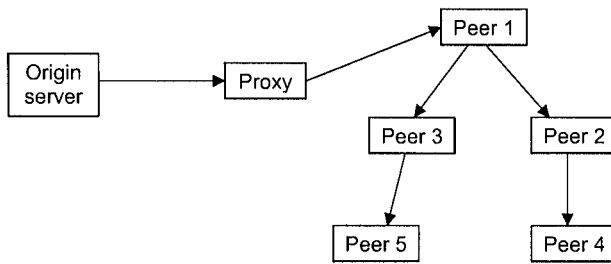 Peer 1
Origin
server
Proxy
Peer 3
Peer 2
Peer 5
Peer 4